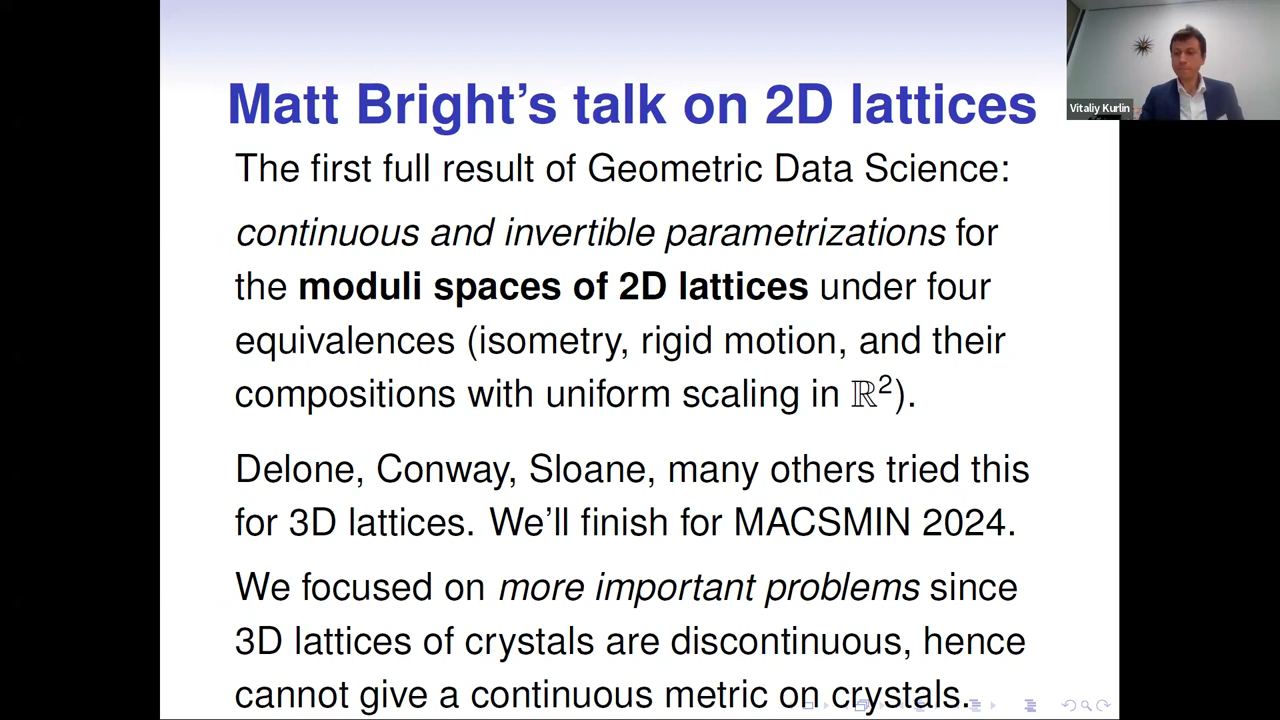 Matt Bright's talk on 2D lattices
Vitaliy Kurlin
The first full result of Geometric Data Science:
continuous and invertible parametrizations for
the moduli spaces of 2D lattices under four
equivalences (isometry, rigid motion, and their
compositions with uniform scaling in ℝ²).
Delone, Conway, Sloane, many others tried this
for 3D lattices. We'll finish for MACSMIN 2024.
We focused on more important problems since
3D lattices of crystals are discontinuous, hence
cannot give a continuous metric on crystals.